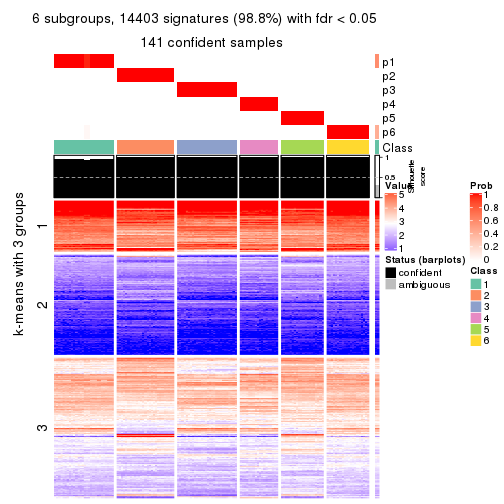 6 subgroups, 14403 signatures (98.8%) with fdr < 0.05
141 confident samples
p1
p2
p3
p4
p5
p6
Class
1
0.5
Silhouette
score
k-means with 3 groups
1
2
3
Value
5
4
3
2
1
Status (barplots)
confident
ambiguous
Prob
1
0.8
0.6
0.4
0.2
0
Class
1
2
3
4
5
6